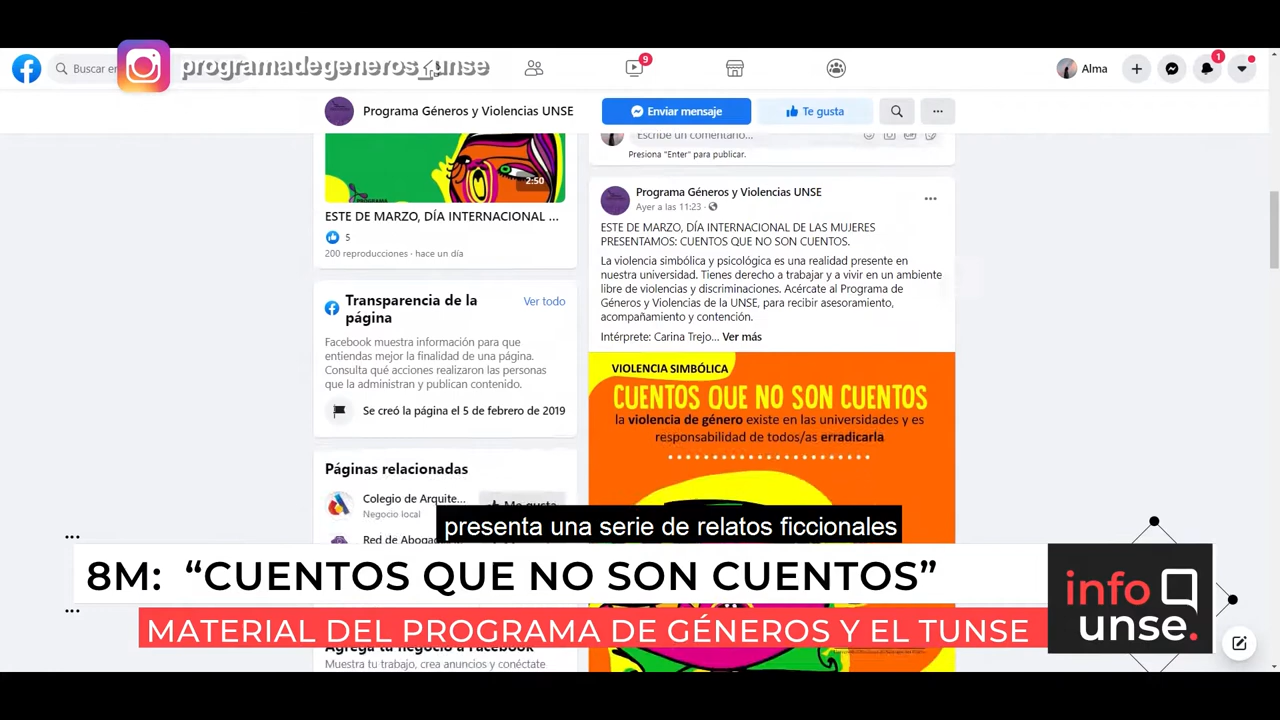 Buscar en
programadegeneros.unse
9
Alma
1
Programa Géneros y Violencias UNSE
Enviar mensaje
Te gusta
2:50
PROGRAMA
ESTE DE MARZO, DÍA INTERNACIONAL ...
5
200 reproducciones · hace un día
Transparencia de la
página
Ver todo
Facebook muestra información para que
entiendas mejor la finalidad de una página.
Consulta qué acciones realizaron las personas
que la administran y publican contenido.
Se creó la página el 5 de febrero de 2019
Páginas relacionadas
Colegio de Arquite...
Negocio local
Me gusta
Red de Aboga
Agrega tu negocio a Facebook
Muestra tu trabajo, crea anuncios y conéctate
Escribe un comentario...
Presiona "Enter" para publicar.
Programa Géneros y Violencias UNSE
Ayer a las 11:23 ·
ESTE DE MARZO, DÍA INTERNACIONAL DE LAS MUJERES
PRESENTAMOS: CUENTOS QUE NO SON CUENTOS.
La violencia simbólica y psicológica es una realidad presente en
nuestra universidad. Tienes derecho a trabajar y a vivir en un ambiente
libre de violencias y discriminaciones. Acércate al Programa de
Géneros y Violencias de la UNSE, para recibir asesoramiento,
acompañamiento y contención.
Intérprete: Carina Trejo... Ver más
VIOLENCIA SIMBÓLICA
CUENTOS QUE NO SON CUENTOS
la violencia de género existe en las universidades y es
responsabilidad de todos/as erradicarla
presenta una serie de relatos ficcionales
8M: “CUENTOS QUE NO SON CUENTOS”
MATERIAL DEL PROGRAMA DE GÉNEROS Y EL TUNSE
info
unse.